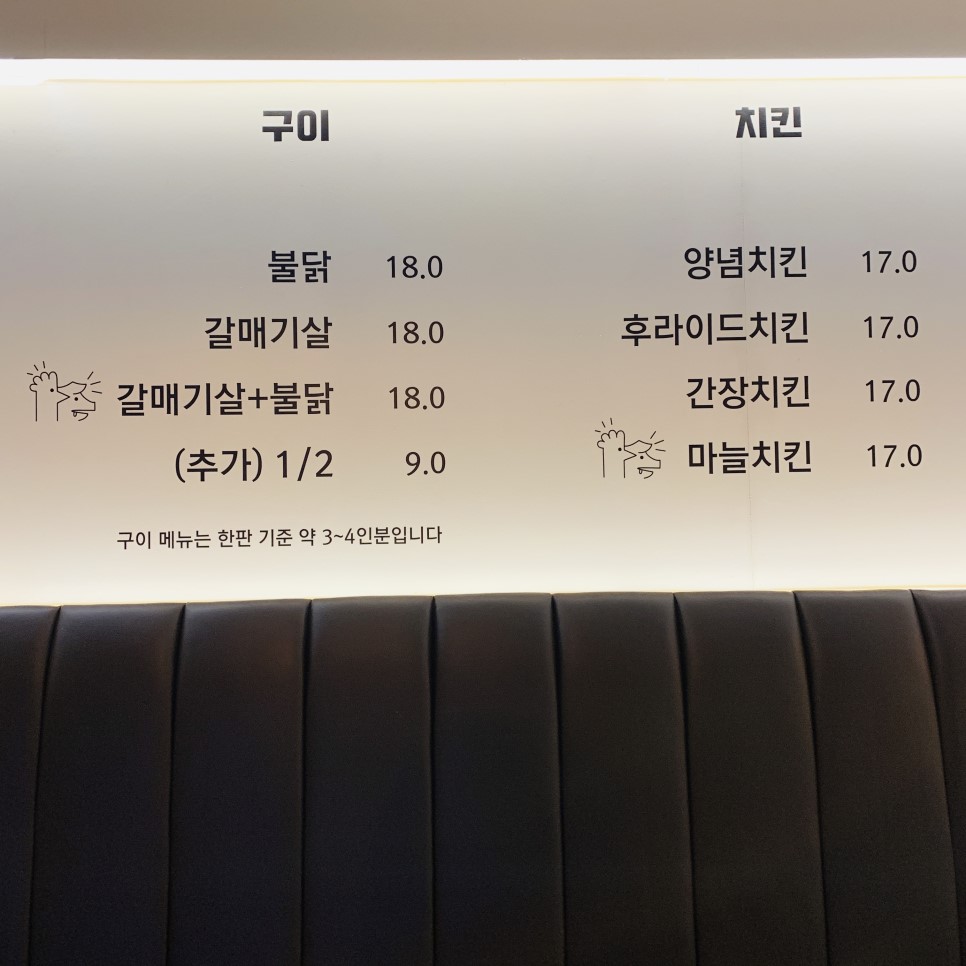 구이
불닭 18.0
갈매기살 18.0
갈매기살+불닭 18.0
(추가) 1/2 9.0
구이 메뉴는 한판 기준 약 3~4인분입니다
치킨
양념치킨 17.0
후라이드치킨 17.0
간장치킨 17.0
마늘치킨 17.0